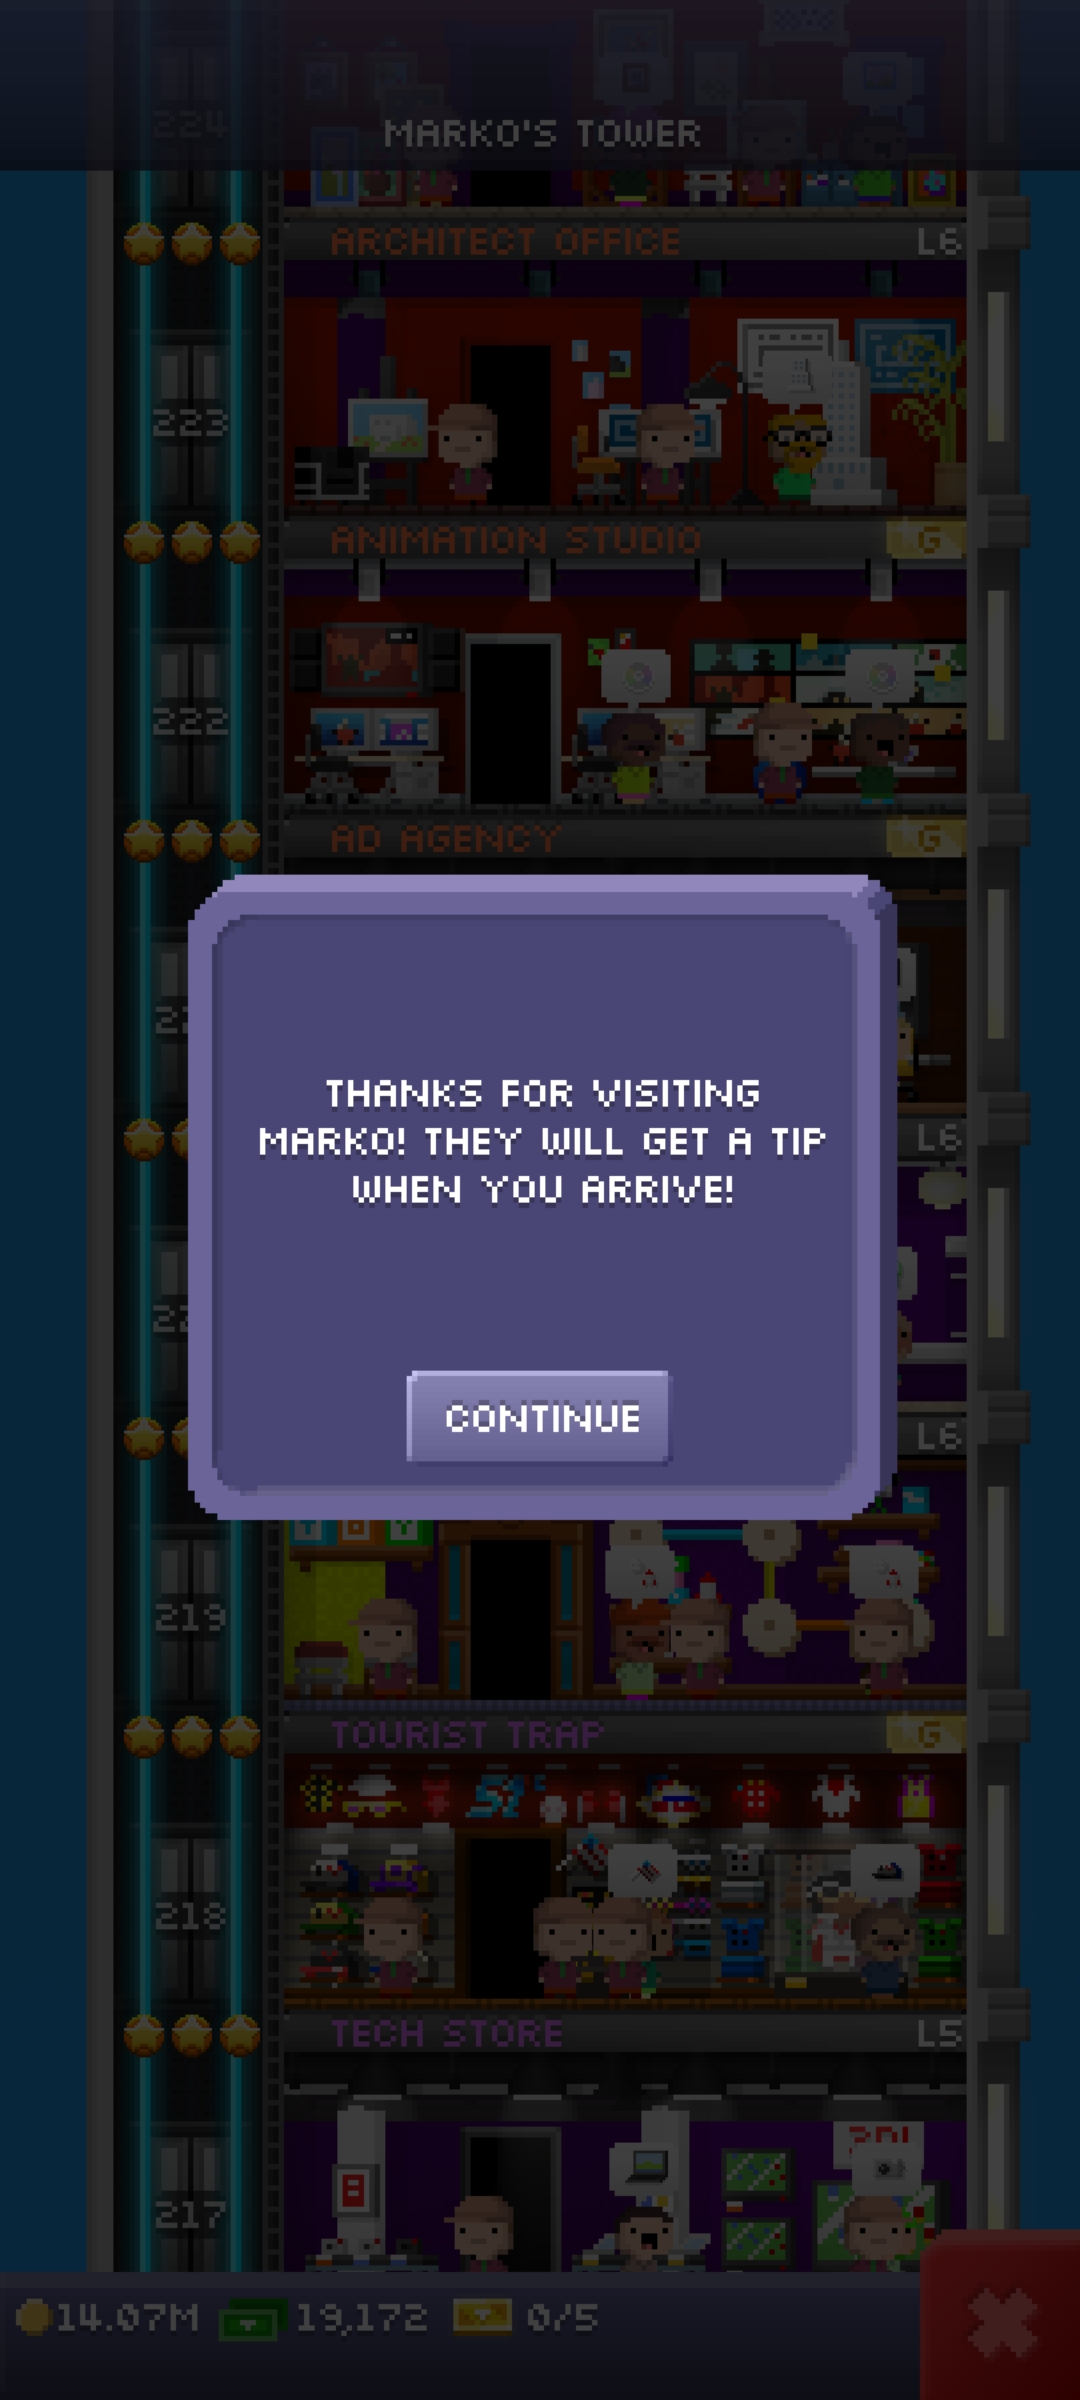 224
MARKO'S TOWER
ARCHITECT OFFICE L6
223
ANIMATION STUDIO G
222
AD AGENCY G
THANKS FOR VISITING
MARKO! THEY WILL GET A TIP
WHEN YOU ARRIVE!
L6
CONTINUE
L6
219
TOURIST TRAP G
218
TECH STORE L5
217
14.07M 19,172 0/5